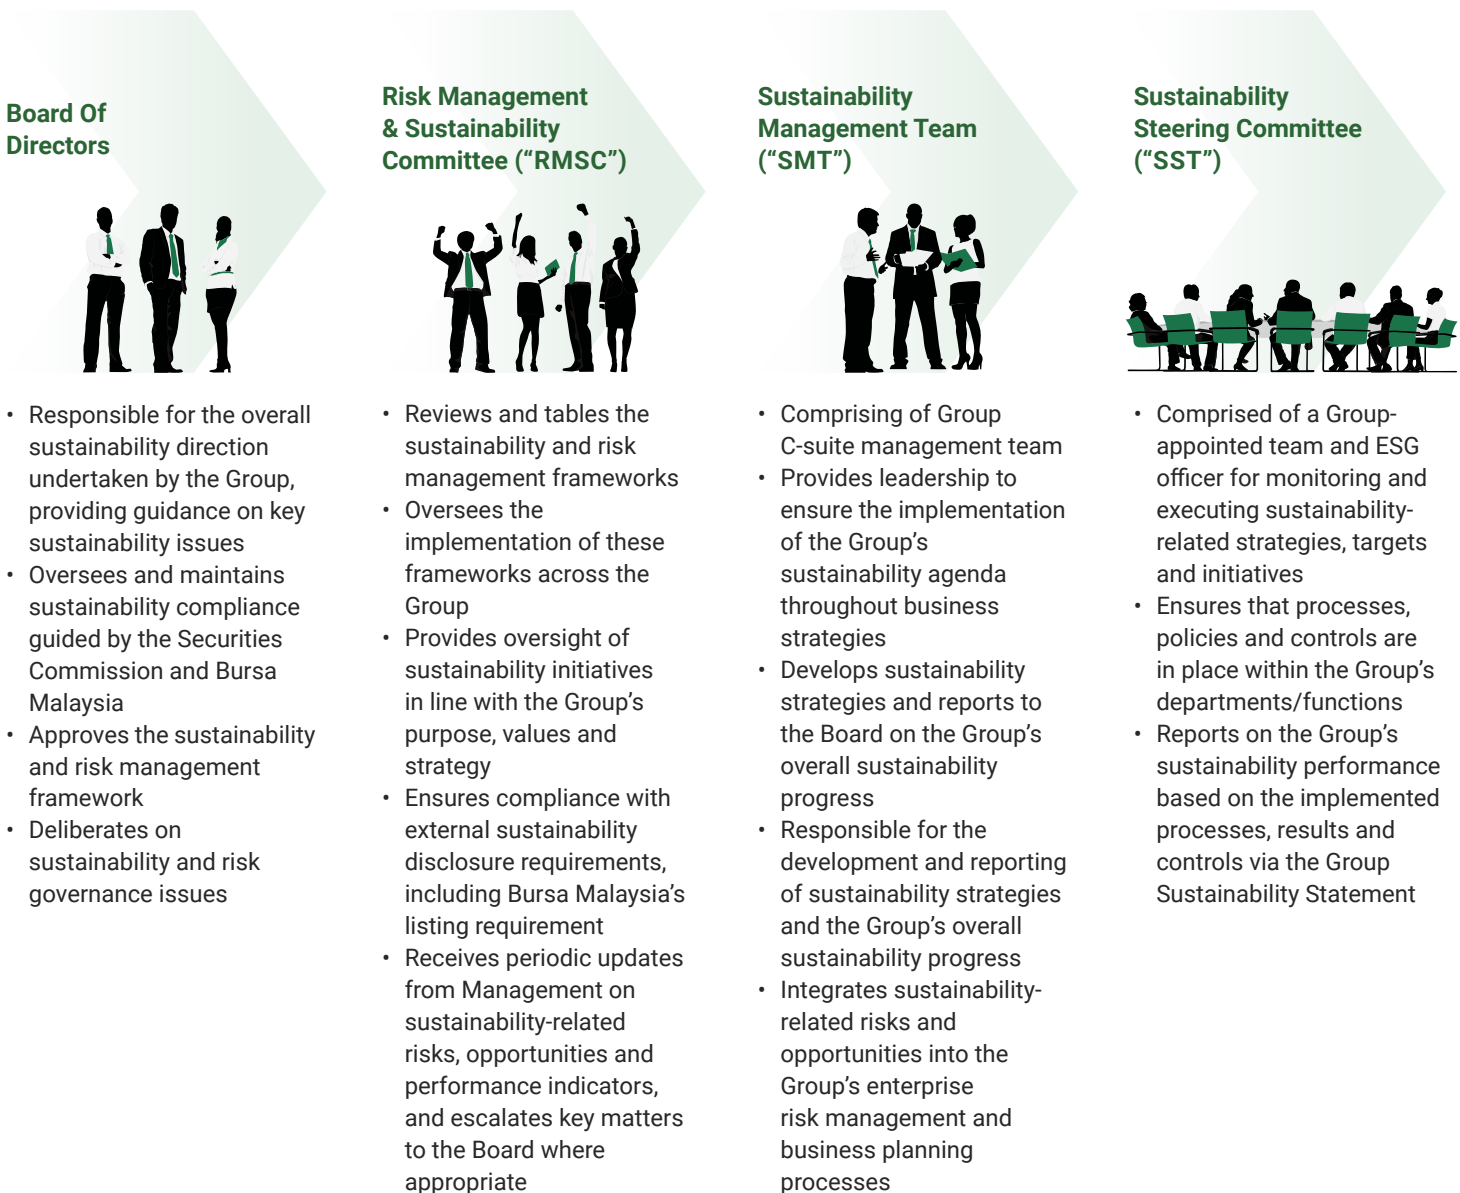 Board Of
Directors
• Responsible for the overall
sustainability direction
undertaken by the Group,
providing guidance on key
sustainability issues
• Oversees and maintains
sustainability compliance
guided by the Securities
Commission and Bursa
Malaysia
• Approves the sustainability
and risk management
framework
• Deliberates on
sustainability and risk
governance issues
Risk Management
& Sustainability
Committee (“RMSC”)
• Reviews and tables the
sustainability and risk
management frameworks
• Oversees the
implementation of these
frameworks across the
Group
• Provides oversight of
sustainability initiatives
in line with the Group’s
purpose, values and
strategy
• Ensures compliance with
external sustainability
disclosure requirements,
including Bursa Malaysia’s
listing requirement
• Receives periodic updates
from Management on
sustainability-related
risks, opportunities and
performance indicators,
and escalates key matters
to the Board where
appropriate
Sustainability
Management Team
(“SMT”)
• Comprising of Group
C-suite management team
• Provides leadership to
ensure the implementation
of the Group’s
sustainability agenda
throughout business
strategies
• Develops sustainability
strategies and reports to
the Board on the Group’s
overall sustainability
progress
• Responsible for the
development and reporting
of sustainability strategies
and the Group’s overall
sustainability progress
• Integrates sustainability-
related risks and
opportunities into the
Group’s enterprise
risk management and
business planning
processes
Sustainability
Steering Committee
(“SST”)
• Comprised of a Group-
appointed team and ESG
officer for monitoring and
executing sustainability-
related strategies, targets
and initiatives
• Ensures that processes,
policies and controls are
in place within the Group’s
departments/functions
• Reports on the Group’s
sustainability performance
based on the implemented
processes, results and
controls via the Group
Sustainability Statement